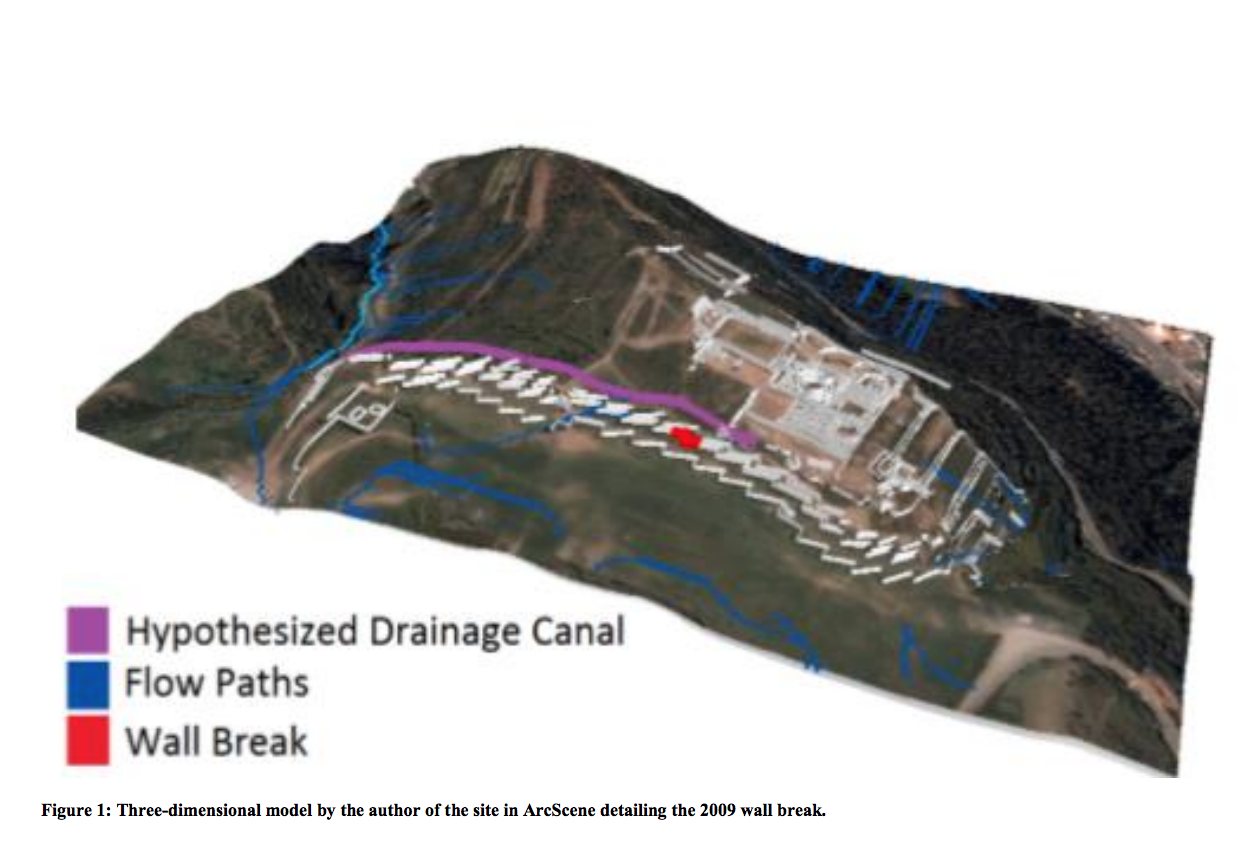 Hypothesized Drainage Canal
Flow Paths
Wall Break
Figure 1: Three-dimensional model by the author of the site in ArcScene detailing the 2009 wall break.